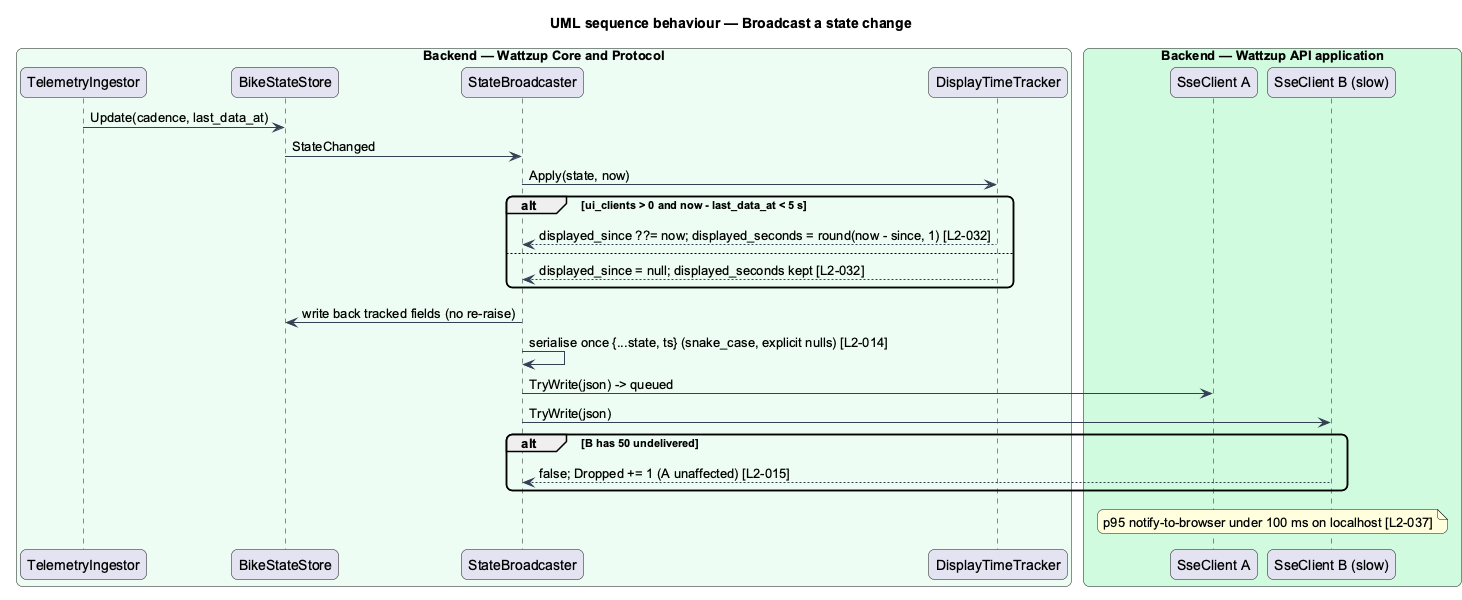 UML sequence behaviour — Broadcast a state change
Backend — Wattzup Core and Protocol
Backend — Wattzup API application
TelemetryIngestor
BikeStateStore
StateBroadcaster
DisplayTimeTracker
SseClient A
SseClient B (slow)
Update(cadence, last_data_at)
StateChanged
Apply(state, now)
alt
[ui_clients > 0 and now - last_data_at < 5 s]
displayed_since ??= now; displayed_seconds = round(now - since, 1) [L2-032]
displayed_since = null; displayed_seconds kept [L2-032]
write back tracked fields (no re-raise)
serialise once {...state, ts} (snake_case, explicit nulls) [L2-014]
TryWrite(json) -> queued
TryWrite(json)
alt
[B has 50 undelivered]
false; Dropped += 1 (A unaffected) [L2-015]
p95 notify-to-browser under 100 ms on localhost [L2-037]
TelemetryIngestor
BikeStateStore
StateBroadcaster
DisplayTimeTracker
SseClient A
SseClient B (slow)